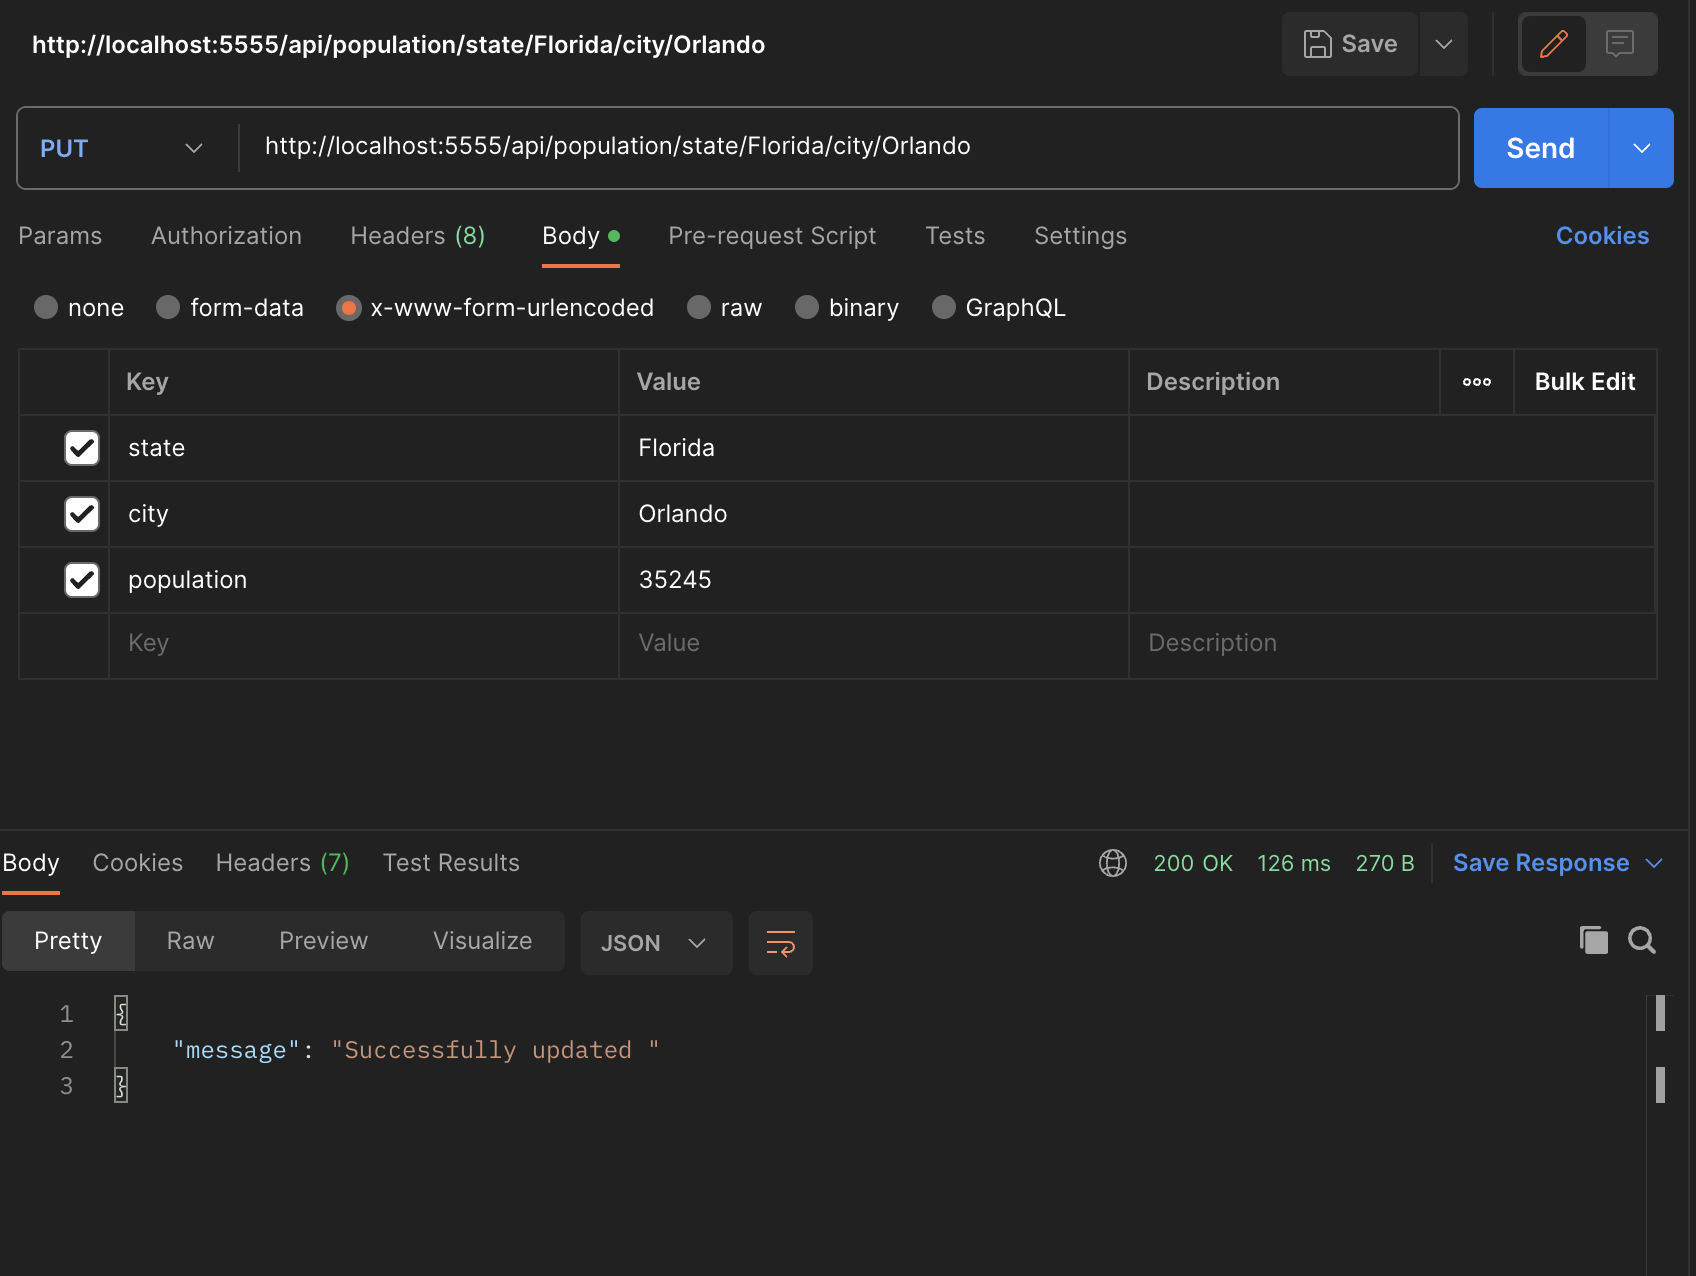 http://localhost:5555/api/population/state/Florida/city/Orlando
Save
PUT
http://localhost:5555/api/population/state/Florida/city/Orlando
Send
Params Authorization Headers (8) Body Pre-request Script Tests Settings Cookies
none form-data x-www-form-urlencoded raw binary GraphQL
Key Value Description Bulk Edit
state Florida
city Orlando
population 35245
Key Value Description
Body Cookies Headers (7) Test Results 200 OK 126 ms 270 B Save Response
Pretty Raw Preview Visualize JSON
1 {
2 "message": "Successfully updated "
3 }